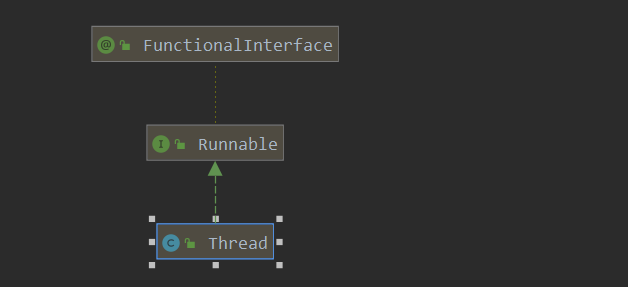 @ FunctionalInterface
I Runnable
C Thread